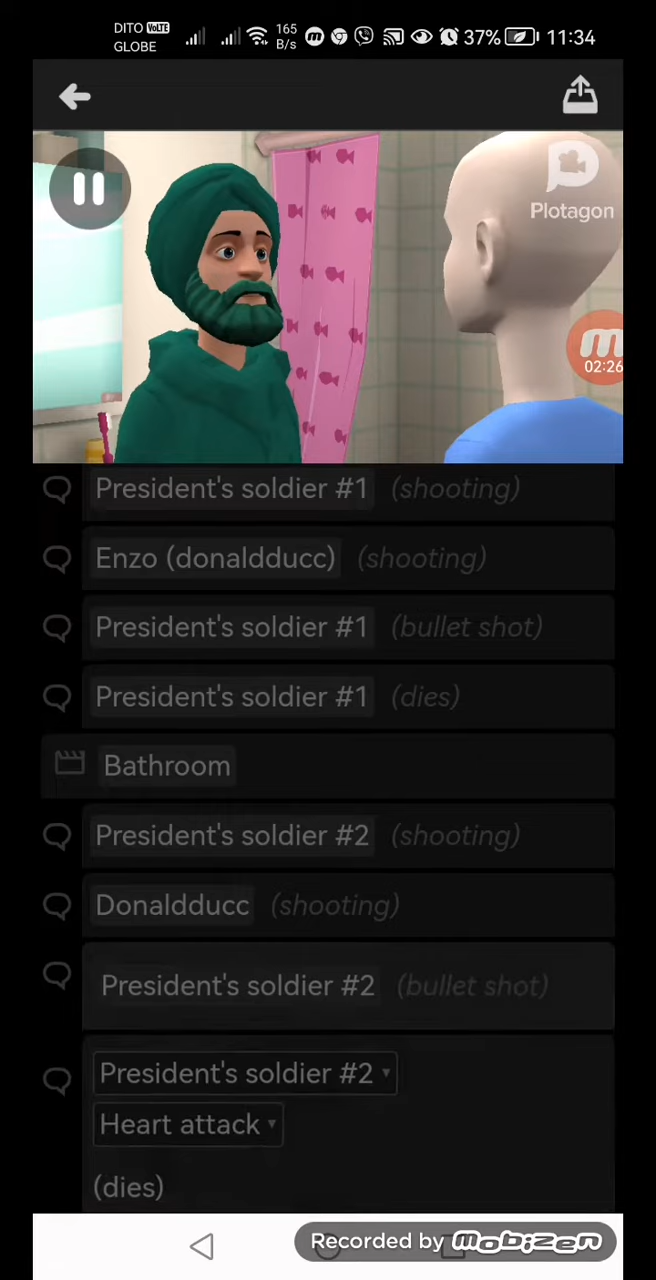 DITO VoLTE
GLOBE
165
B/s
37%
11:34
Plotagon
02:26
President's soldier #1 (shooting)
Enzo (donaldducc) (shooting)
President's soldier #1 (bullet shot)
President's soldier #1 (dies)
Bathroom
President's soldier #2 (shooting)
Donaldducc (shooting)
President's soldier #2 (bullet shot)
President's soldier #2
Heart attack
(dies)
Recorded by mobizen